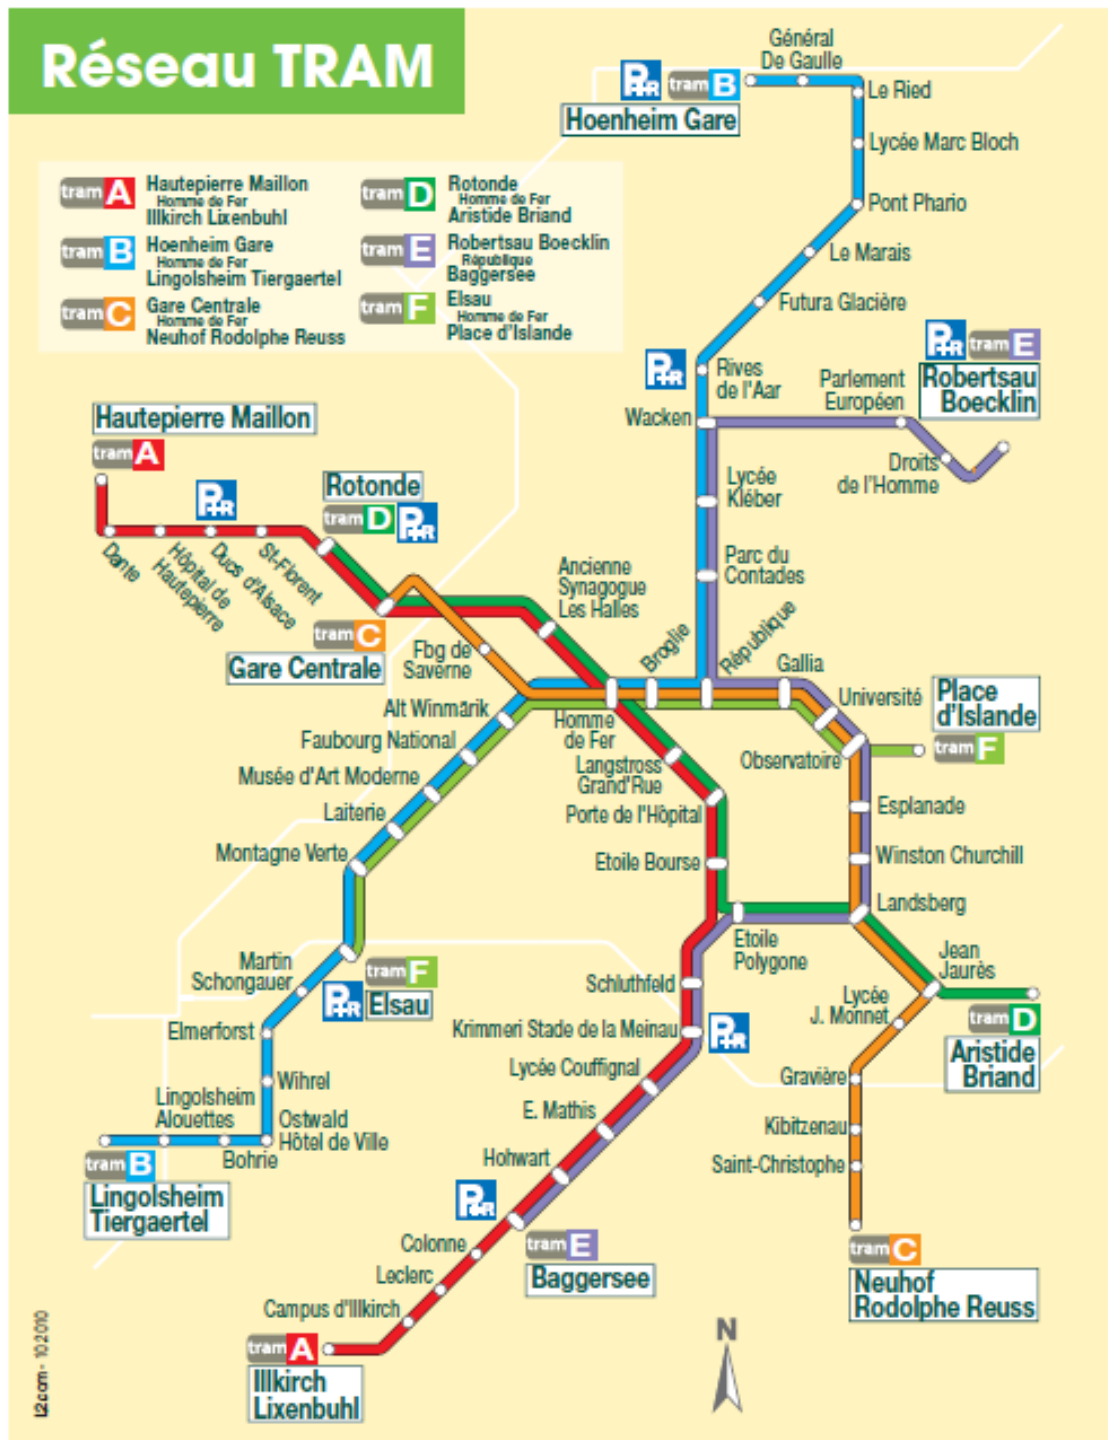 Réseau TRAM
tram A
Hautepierre Maillon
Homme de Fer
Illkirch Lixenbuhl
tram B
Hoenheim Gare
Homme de Fer
Lingolsheim Tiergaertel
tram C
Gare Centrale
Homme de Fer
Neuhof Rodolphe Reuss
tram D
Rotonde
Homme de Fer
Aristide Briand
tram E
Robertsau Boecklin
République
Baggersee
tram F
Elsau
Homme de Fer
Place d'Islande
P+R
tram B
Hoenheim Gare
Général
De Gaulle
Le Ried
Lycée Marc Bloch
Pont Phario
Le Marais
Futura Glacière
P+R
Rives
de l'Aar
Wacken
Parlement
Européen
P+R
tram E
Robertsau
Boecklin
Droits
de l'Homme
Lycée
Kléber
Parc du
Contades
Hautepierre Maillon
tram A
Dante
Hôpital de
Hautepierre
P+R
Ducs d'Alsace
St-Florent
Rotonde
tram D
P+R
tram C
Gare Centrale
Fbg de
Saverne
Ancienne
Synagogue
Les Halles
Broglie
République
Gallia
Université
Place
d'Islande
tram F
Observatoire
Homme
de Fer
Alt Winmärik
Faubourg National
Musée d'Art Moderne
Laiterie
Montagne Verte
Langstross
Grand'Rue
Porte de l'Hôpital
Etoile Bourse
Esplanade
Winston Churchill
Landsberg
Etoile
Polygone
Jean
Jaurès
Lycée
J. Monnet
tram D
Aristide
Briand
Martin
Schongauer
P+R
tram F
Elsau
Elmerforst
Wihrel
Lingolsheim
Alouettes
Ostwald
Hôtel de Ville
Bohrie
tram B
Lingolsheim
Tiergaertel
Schluthfeld
Krimmeri Stade de la Meinau
P+R
Lycée Couffignal
E. Mathis
Hohwart
P+R
tram E
Baggersee
Gravière
Kibitzenau
Saint-Christophe
tram C
Neuhof
Rodolphe Reuss
Colonne
Leclerc
Campus d'Illkirch
tram A
Illkirch
Lixenbuhl
N
L2com - 10.2010